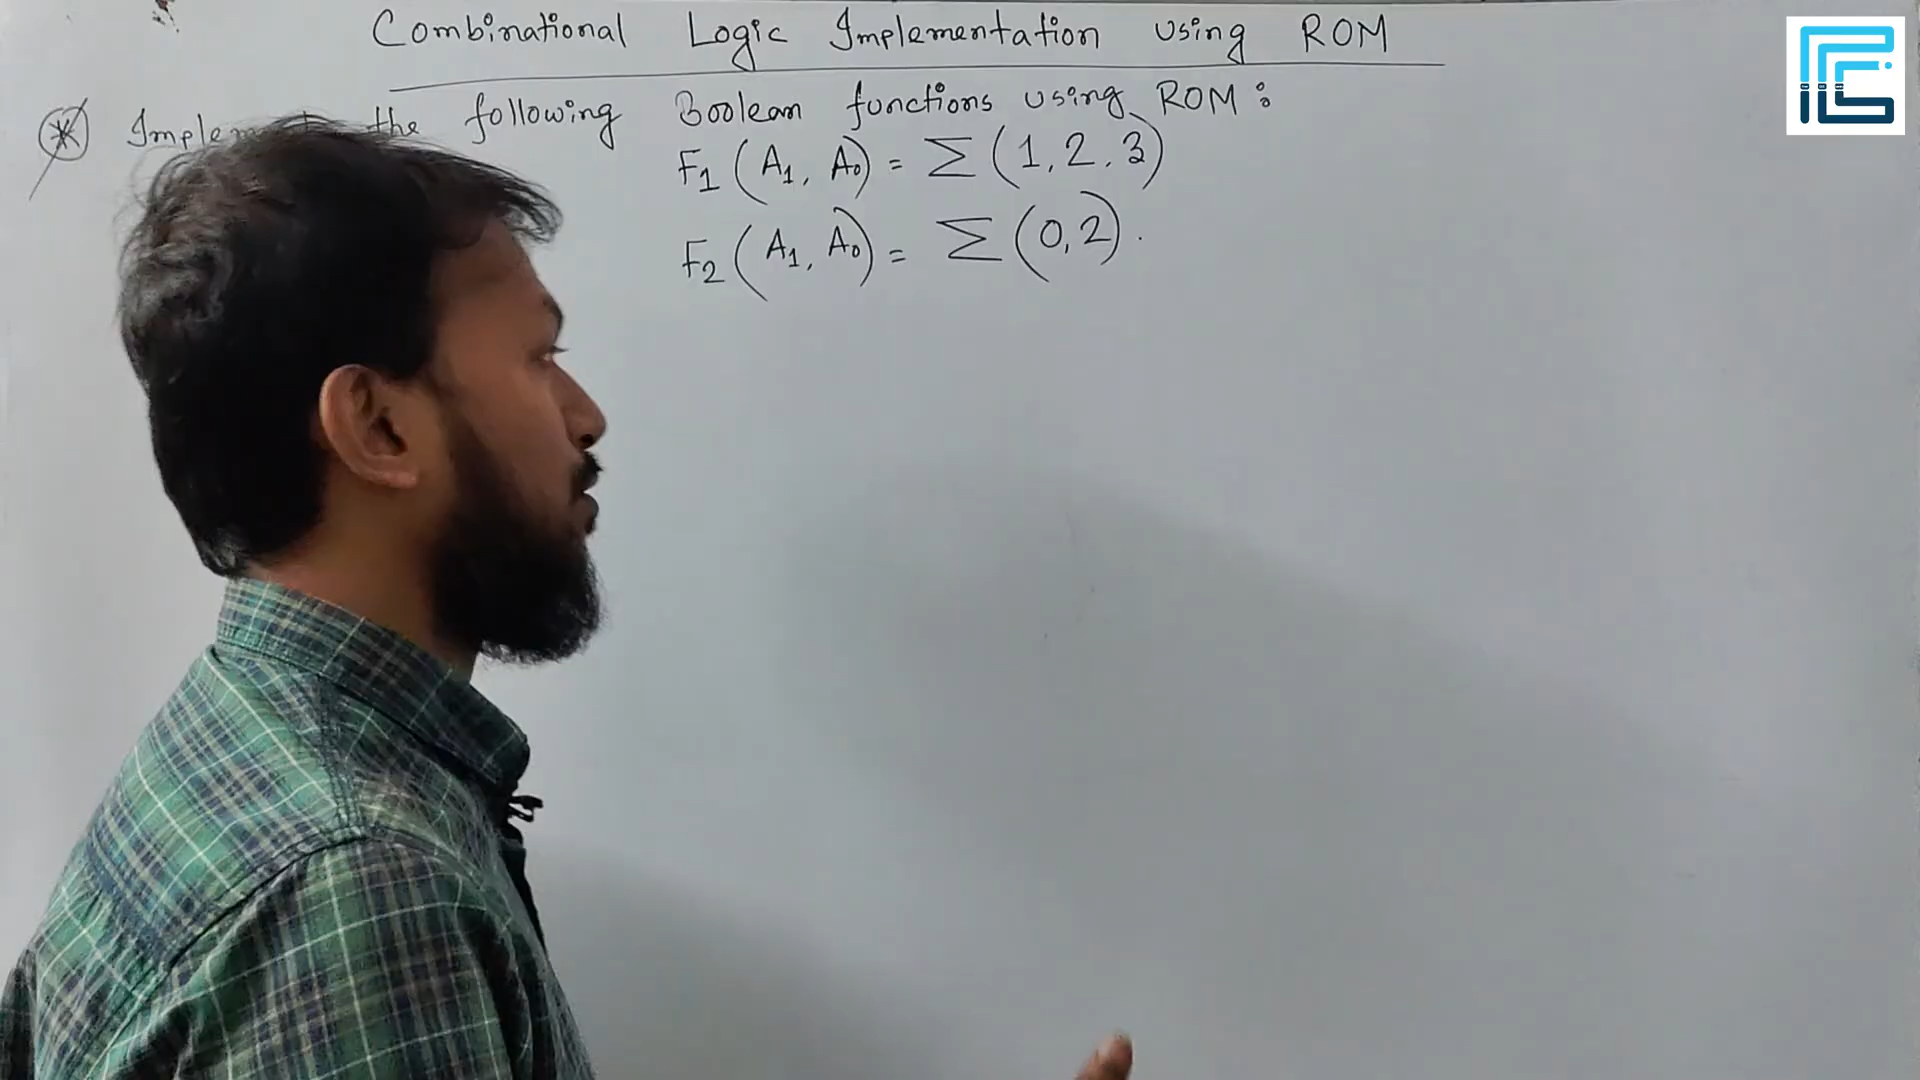 Combinational Logic Implementation using ROM
* Implement the following Boolean functions using ROM :
F1 (A1, A0) = Σ (1, 2, 3)
F2 (A1, A0) = Σ (0, 2).